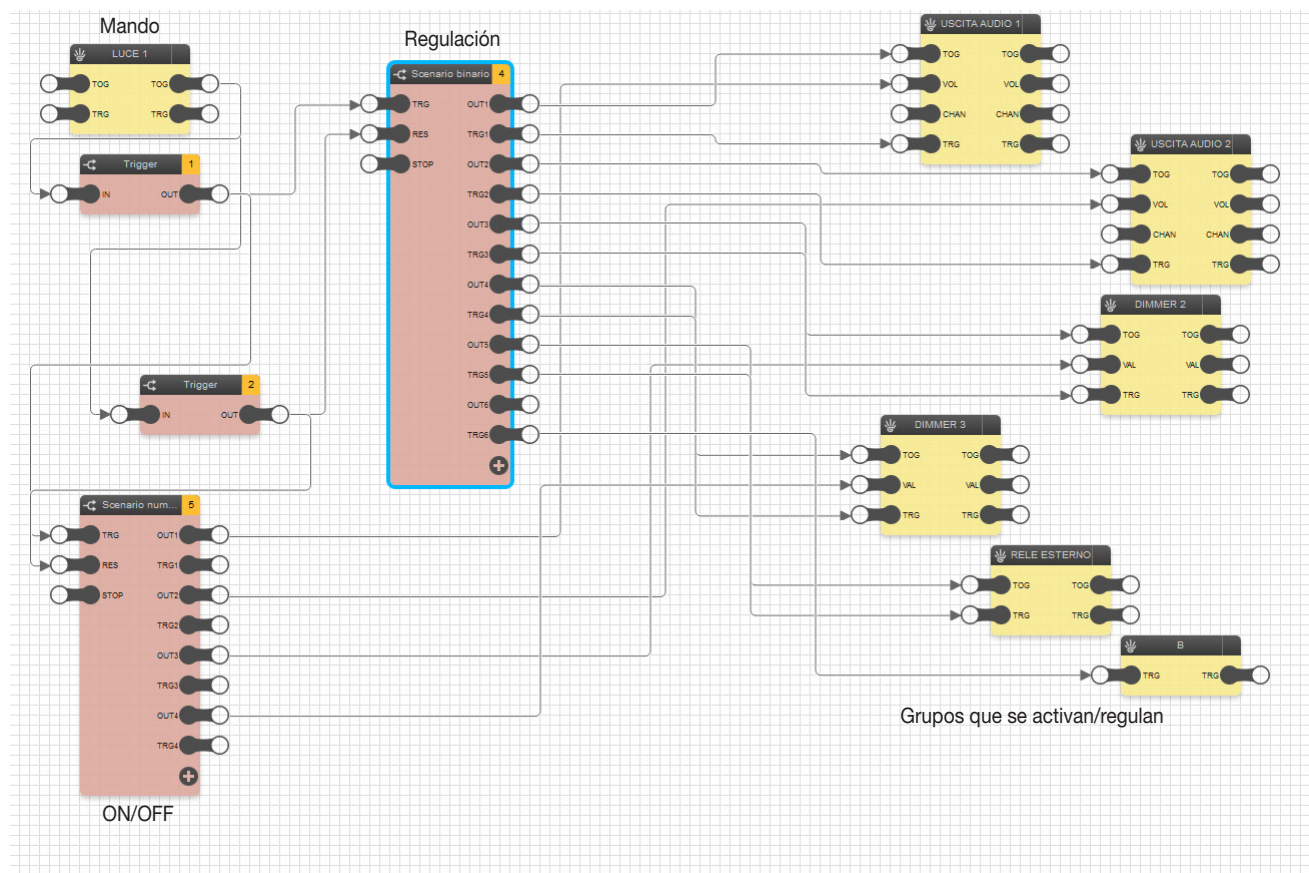 Mando
LUCE 1
TOG TOG
TRG TRG
Trigger 1
IN OUT
Trigger 2
IN OUT
Scenario num... 5
TRG OUT1
RES TRG1
STOP OUT2
TRG2
OUT3
TRG3
OUT4
TRG4
ON/OFF
Regulación
Scenario binario 4
TRG OUT1
RES TRG1
STOP OUT2
TRG2
OUT3
TRG3
OUT4
TRG4
OUT5
TRG5
OUT6
TRG6
USCITA AUDIO 1
TOG TOG
VOL VOL
CHAN CHAN
TRG TRG
USCITA AUDIO 2
TOG TOG
VOL VOL
CHAN CHAN
TRG TRG
DIMMER 2
TOG TOG
VAL VAL
TRG TRG
DIMMER 3
TOG TOG
VAL VAL
TRG TRG
RELE ESTERNO
TOG TOG
TRG TRG
B
TRG TRG
Grupos que se activan/regulan